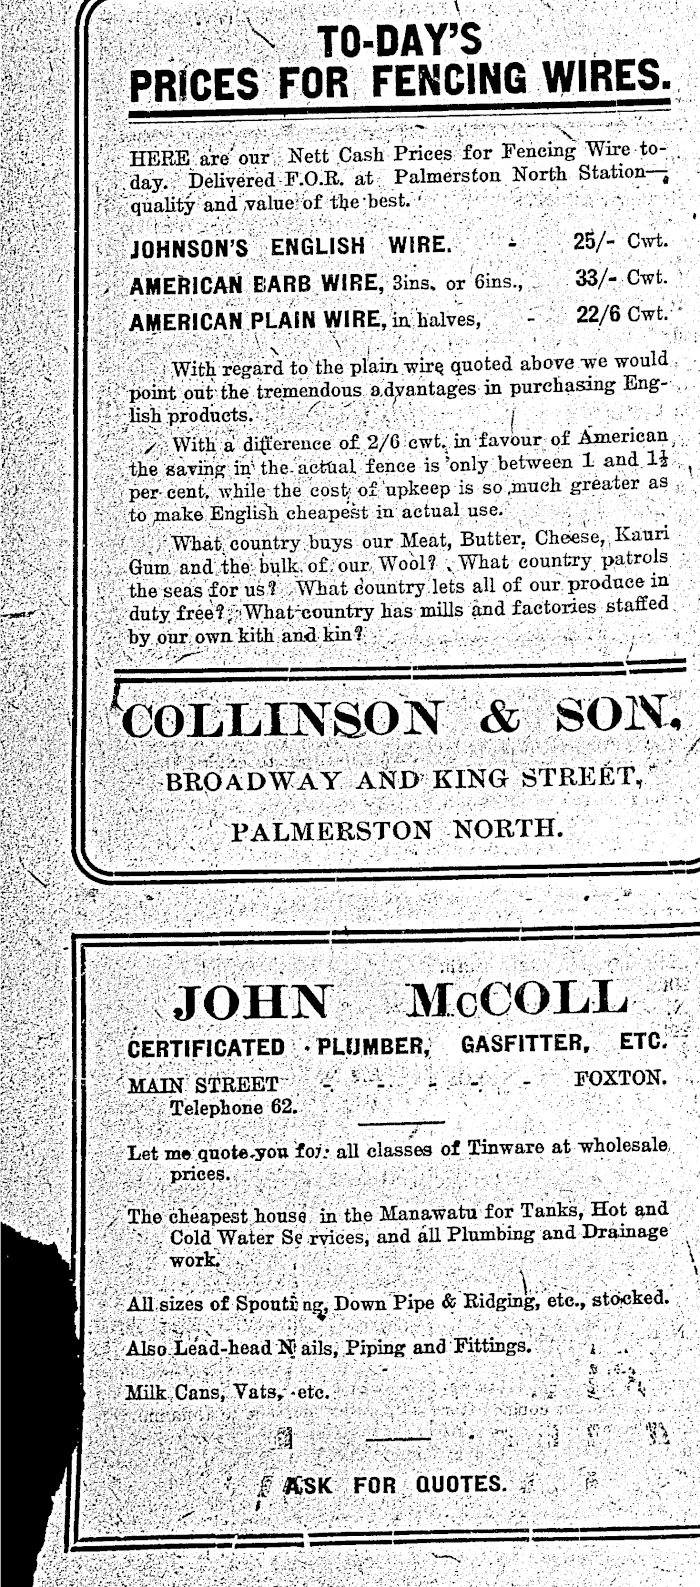 TO-DAY'S
PRICES FOR FENCING WIRES.
HERE are our Nett Cash Prices for Fencing Wire to-
day. Delivered F.O.R. at Palmerston North Station—
quality and value of the best.
JOHNSON'S ENGLISH WIRE. - 25/- Cwt.
AMERICAN BARB WIRE, 3ins. or 6ins., 33/- Cwt.
AMERICAN PLAIN WIRE, in halves, - 22/6 Cwt.
With regard to the plain wire quoted above we would
point out the tremendous advantages in purchasing Eng-
lish products.
With a difference of 2/6 cwt. in favour of American
the saving in the actual fence is only between 1 and 1½
per cent. while the cost of upkeep is so much greater as
to make English cheapest in actual use.
What country buys our Meat, Butter, Cheese, Kauri
Gum and the bulk of our Wool? What country patrols
the seas for us? What country lets all of our produce in
duty free? What country has mills and factories staffed
by our own kith and kin?
COLLINSON & SON,
BROADWAY AND KING STREET,
PALMERSTON NORTH.
JOHN McCOLL
CERTIFICATED PLUMBER, GASFITTER, ETC.
MAIN STREET - - - - - FOXTON.
Telephone 62.
Let me quote you for all classes of Tinware at wholesale
prices.
The cheapest house in the Manawatu for Tanks, Hot and
Cold Water Services, and all Plumbing and Drainage
work.
All sizes of Spouting, Down Pipe & Ridging, etc., stocked.
Also Lead-head Nails, Piping and Fittings.
Milk Cans, Vats, etc.
ASK FOR QUOTES.